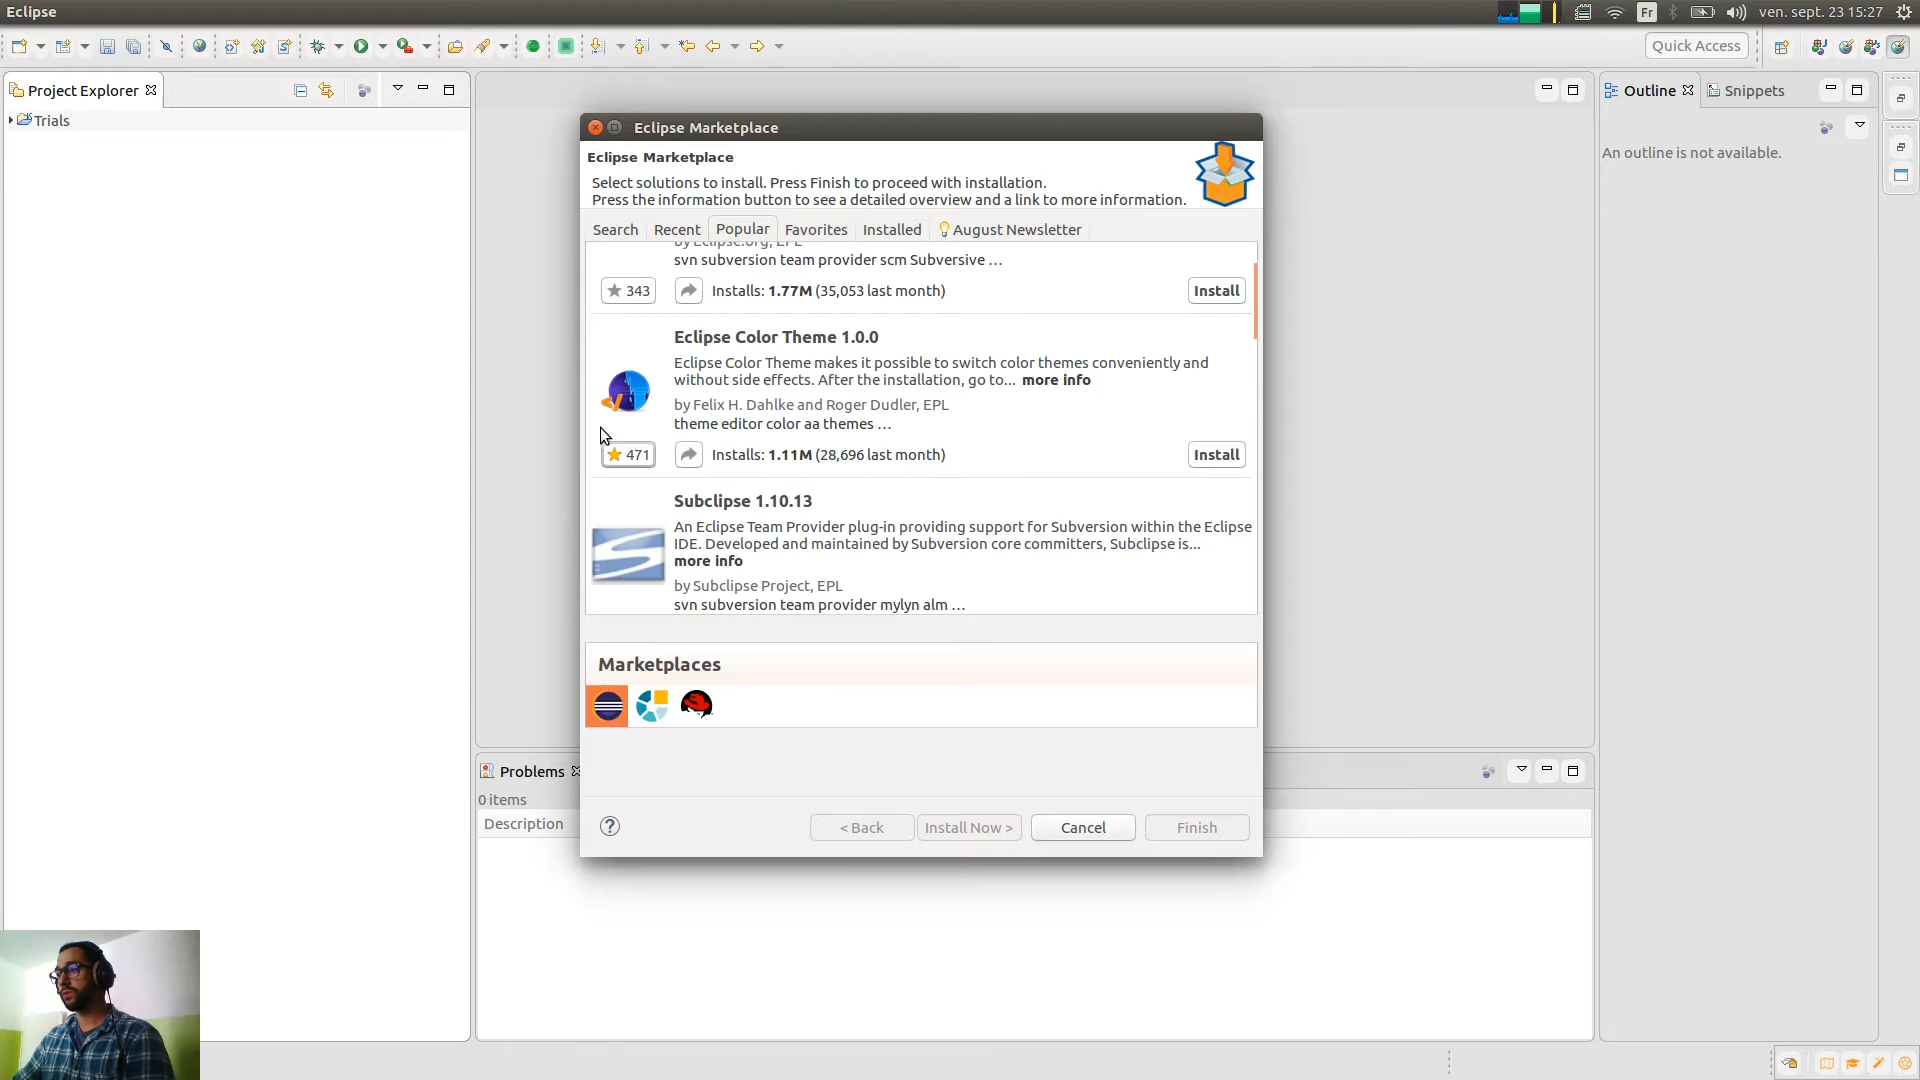 Eclipse
Fr
ven. sept. 23 15:27
Quick Access
Project Explorer
Outline
Snippets
Trials
An outline is not available.
Eclipse Marketplace
Eclipse Marketplace
Select solutions to install. Press Finish to proceed with installation.
Press the information button to see a detailed overview and a link to more information.
Search
Recent
Popular
Favorites
Installed
August Newsletter
by Eclipse.org, EPL
svn subversion team provider scm Subversive ...
343
Installs: 1.77M (35,053 last month)
Install
Eclipse Color Theme 1.0.0
Eclipse Color Theme makes it possible to switch color themes conveniently and
without side effects. After the installation, go to... more info
by Felix H. Dahlke and Roger Dudler, EPL
theme editor color aa themes ...
471
Installs: 1.11M (28,696 last month)
Install
Subclipse 1.10.13
An Eclipse Team Provider plug-in providing support for Subversion within the Eclipse
IDE. Developed and maintained by Subversion core committers, Subclipse is...
more info
by Subclipse Project, EPL
svn subversion team provider mylyn alm ...
Marketplaces
Problems
0 items
Description
< Back
Install Now >
Cancel
Finish